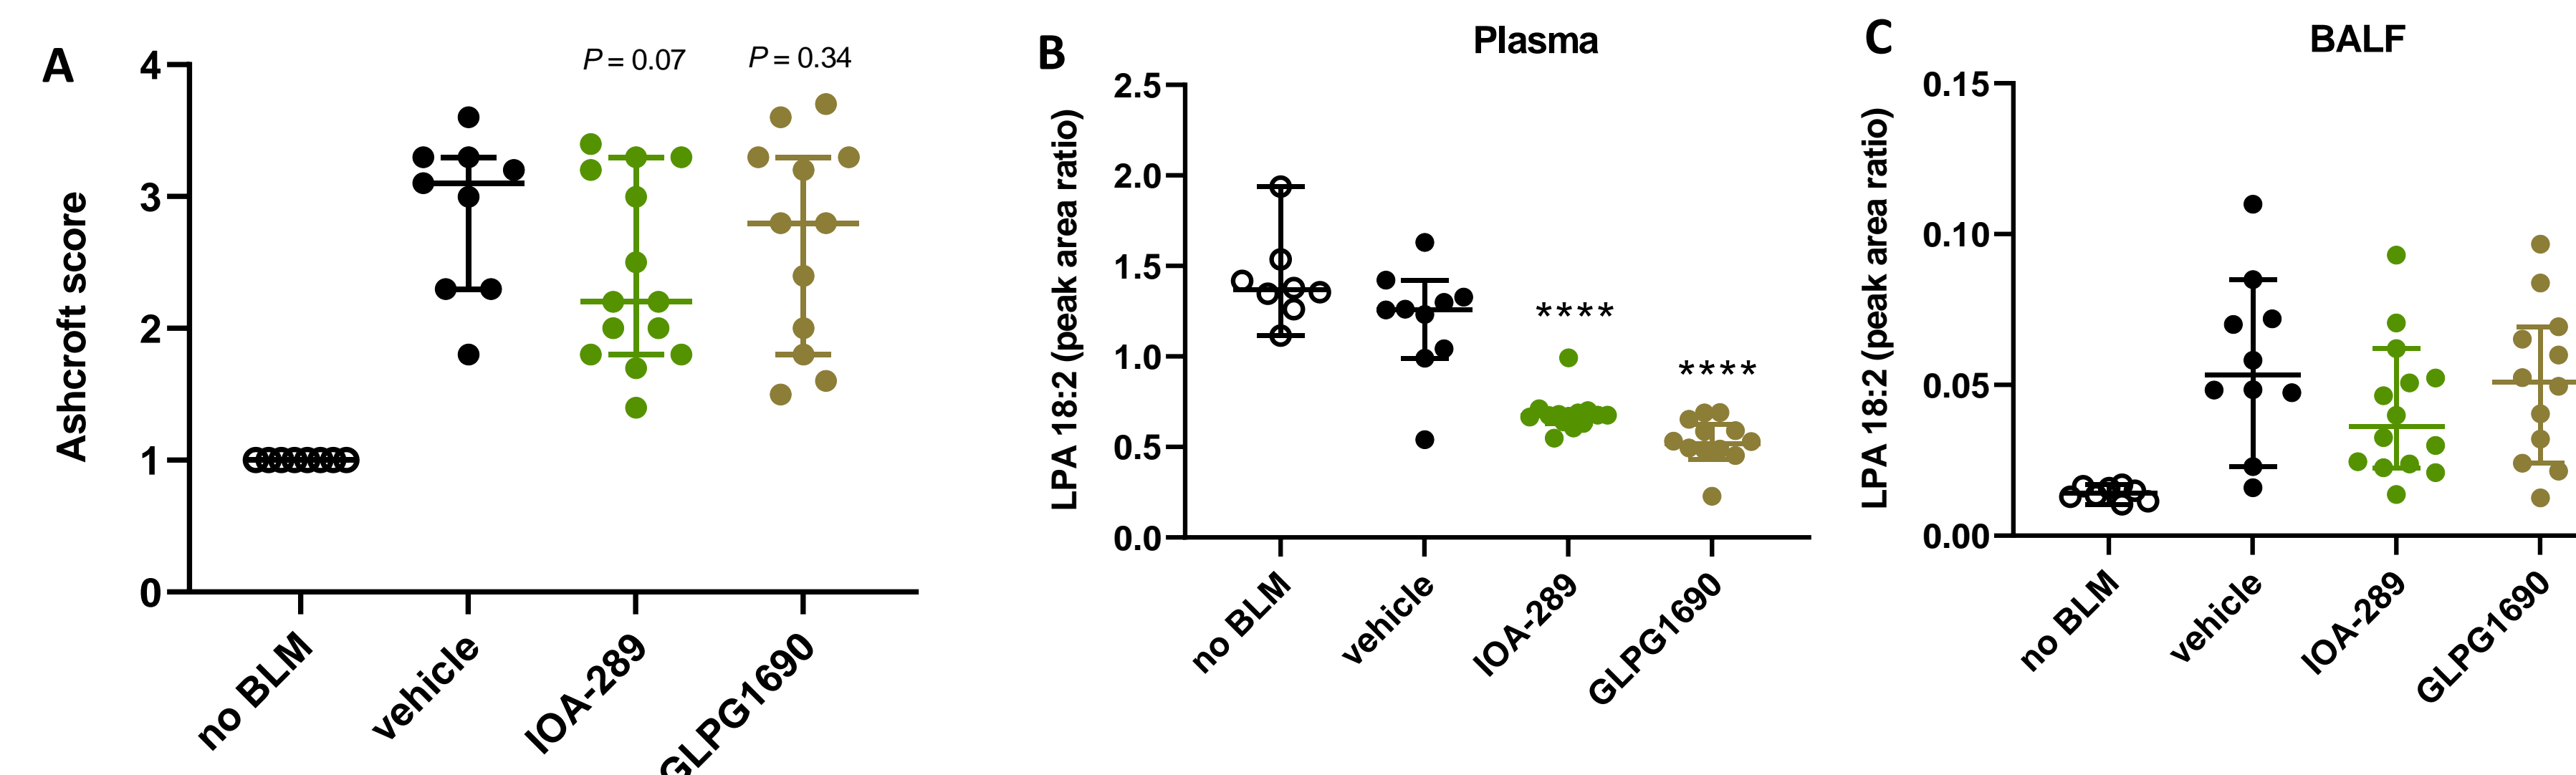 A
P = 0.07
P = 0.34
4
3
2
1
0
Ashcroft score
no BLM
vehicle
IOA-289
GLPG1690
B
Plasma
2.5
2.0
1.5
1.0
0.5
0.0
LPA 18:2 (peak area ratio)
****
****
no BLM
vehicle
IOA-289
GLPG1690
C
BALF
0.15
0.10
0.05
0.00
LPA 18:2 (peak area ratio)
no BLM
vehicle
IOA-289
GLPG1690